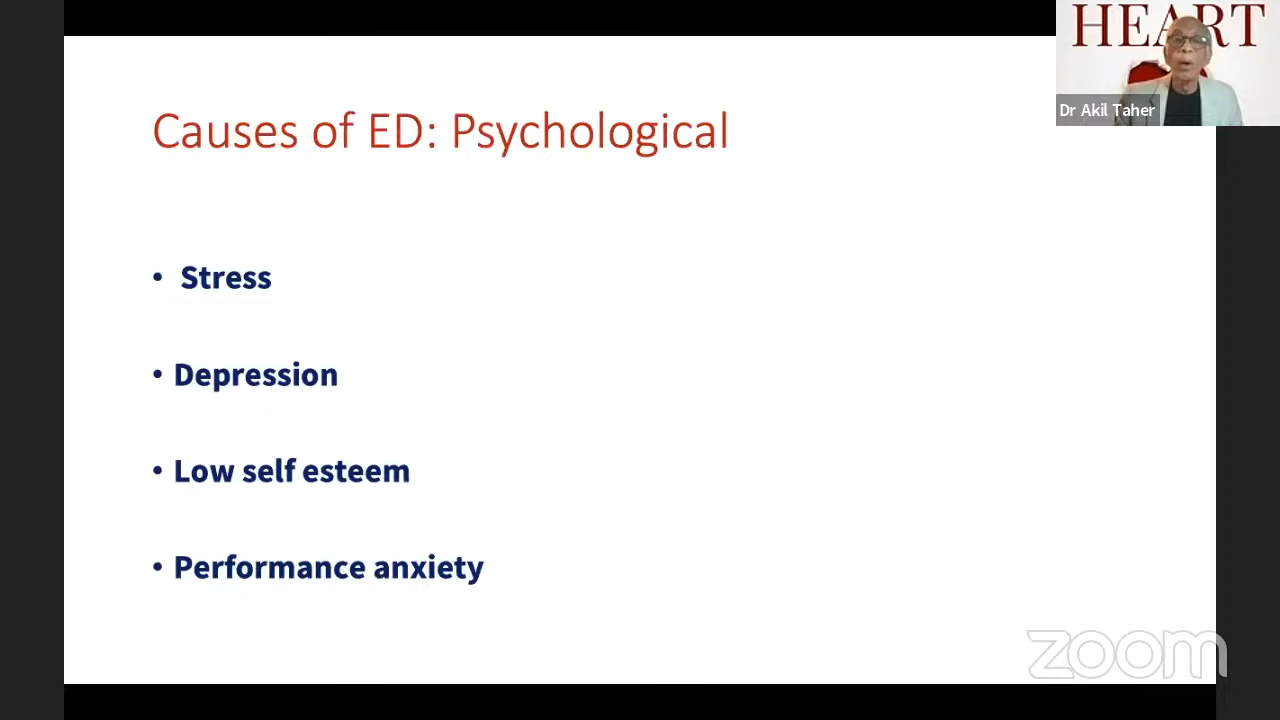 HEART
Dr Akil Taher
Causes of ED: Psychological
• Stress
• Depression
• Low self esteem
• Performance anxiety
zoom